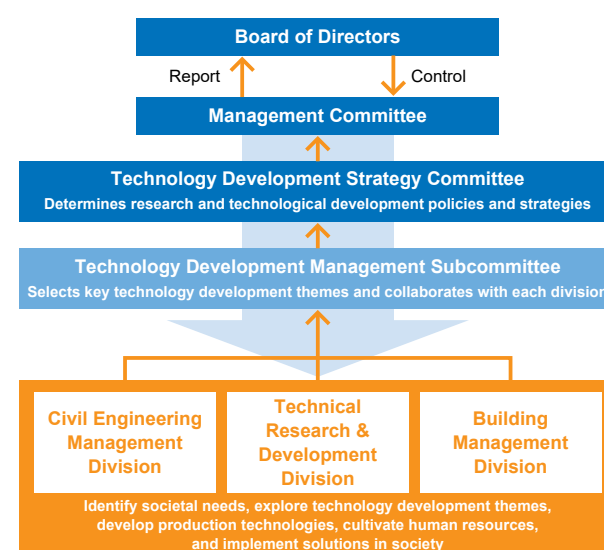 Board of Directors
Report
Control
Management Committee
Technology Development Strategy Committee
Determines research and technological development policies and strategies
Technology Development Management Subcommittee
Selects key technology development themes and collaborates with each division
Civil Engineering
Management
Division
Technical
Research &
Development
Division
Building
Management
Division
Identify societal needs, explore technology development themes,
develop production technologies, cultivate human resources,
and implement solutions in society